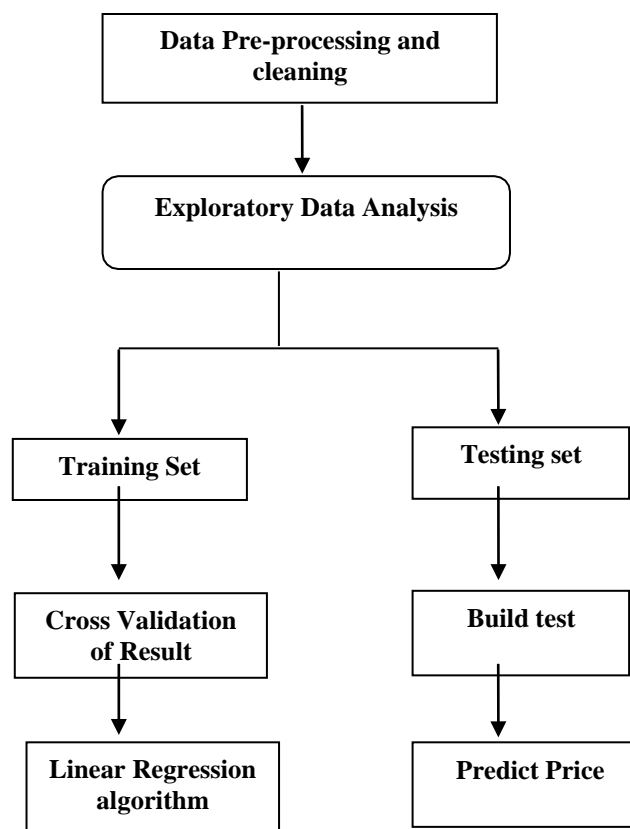 Data Pre-processing and
cleaning
Exploratory Data Analysis
Training Set
Testing set
Cross Validation
of Result
Build test
Linear Regression
algorithm
Predict Price